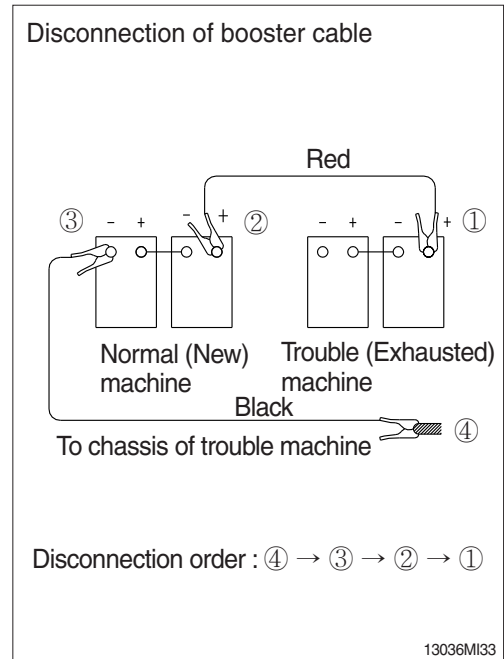 Disconnection of booster cable
Red
③ - + - + ② - + - + ①
Normal (New)
machine
Trouble (Exhausted)
machine
Black
To chassis of trouble machine ④
Disconnection order : ④ → ③ → ② → ①
13036MI33